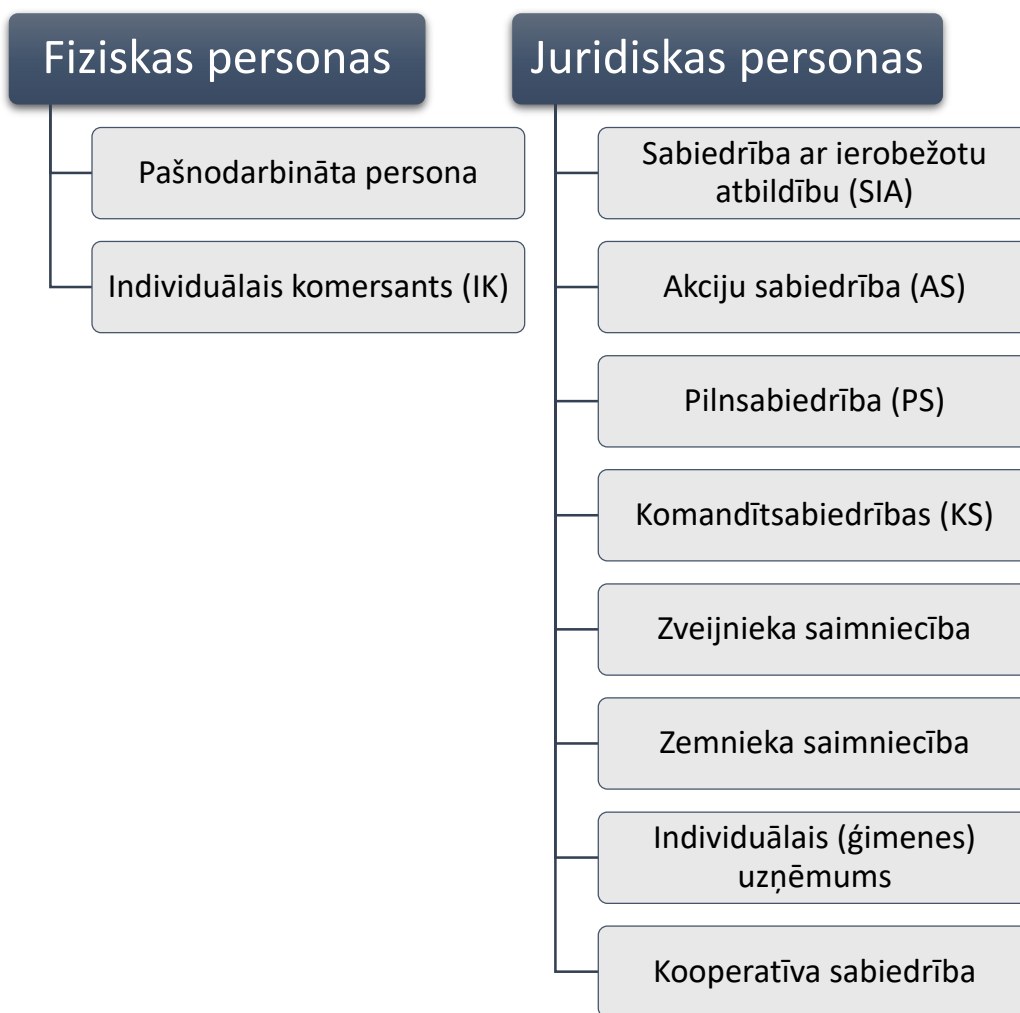 Fiziskas personas
Pašnodarbināta persona
Individuālais komersants (IK)
Juridiskas personas
Sabiedrība ar ierobežotu
atbildību (SIA)
Akciju sabiedrība (AS)
Pilnsabiedrība (PS)
Komandītsabiedrības (KS)
Zveijnieka saimniecība
Zemnieka saimniecība
Individuālais (ģimenes)
uzņēmums
Kooperatīva sabiedrība